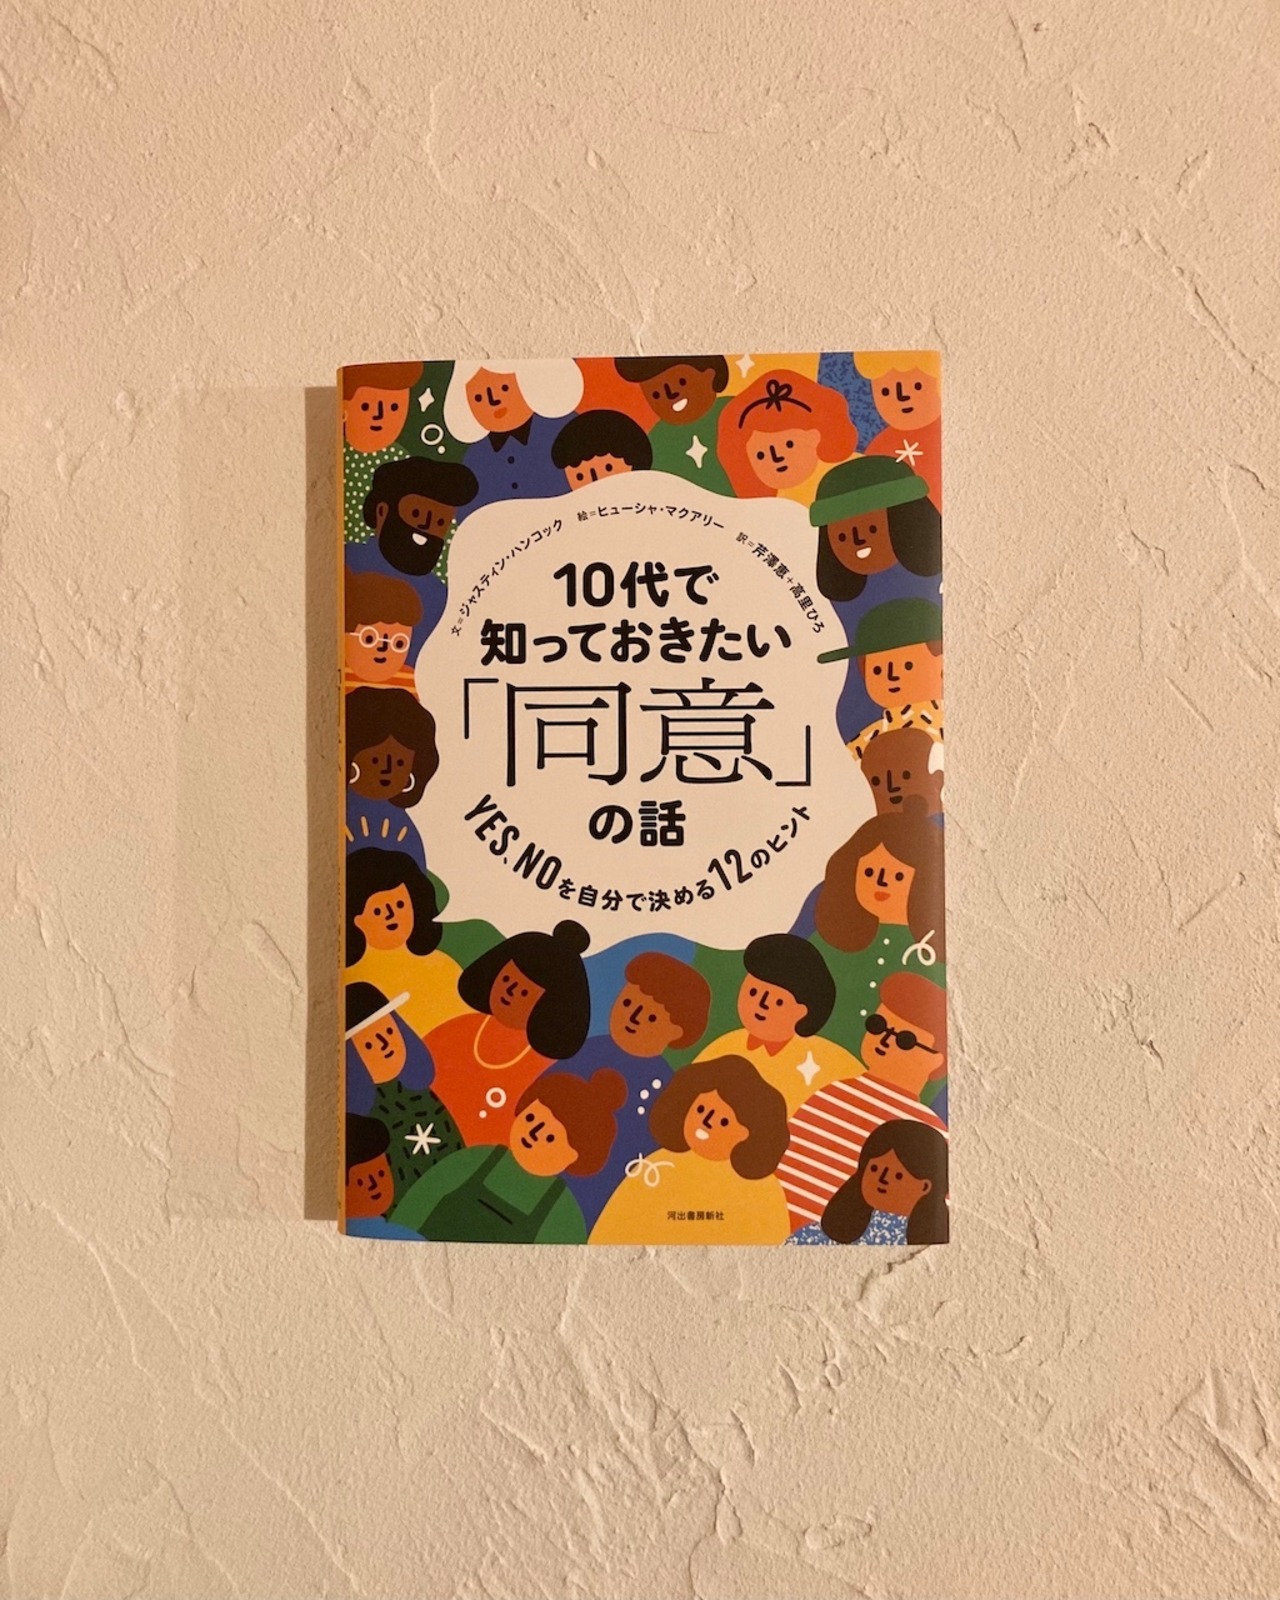 文=ジャスティン・ハンコック
絵=ヒューシャ・マクアリー
訳=芹澤恵+高里ひろ
10代で
知っておきたい
「同意」
の話
YES、NOを自分で決める12のヒント
河出書房新社